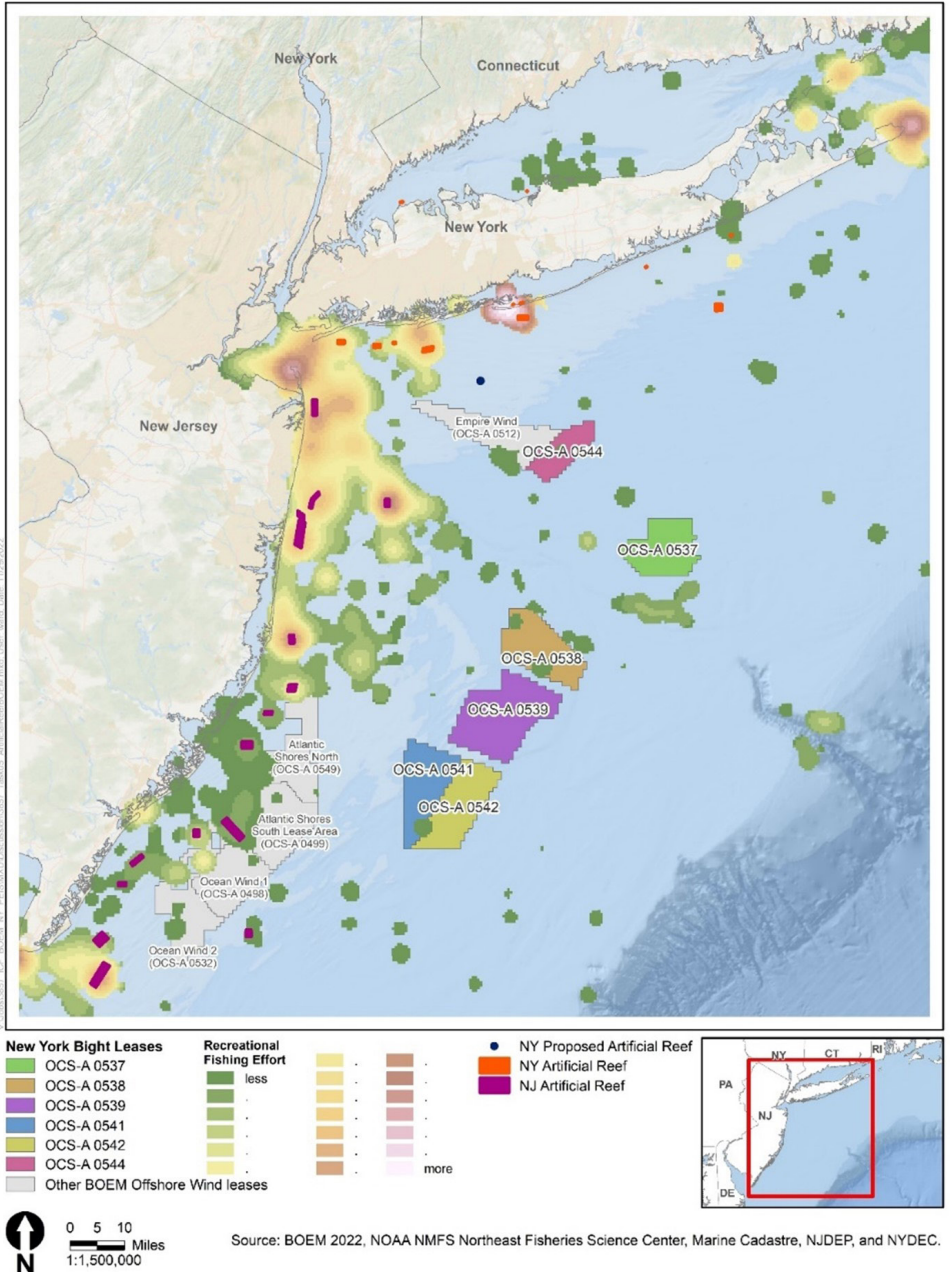 New York
Connecticut
New York
New Jersey
Empire Wind
(OCS-A 0512)
OCS-A 0544
OCS-A 0537
OCS-A 0538
OCS-A 0539
Atlantic
Shores North
(OCS-A 0549)
OCS-A 0541
OCS-A 0542
Atlantic Shores
South Lease Area
(OCS-A 0499)
Ocean Wind 1
(OCS-A 0498)
Ocean Wind 2
(OCS-A 0532)
New York Bight Leases
OCS-A 0537
OCS-A 0538
OCS-A 0539
OCS-A 0541
OCS-A 0542
OCS-A 0544
Other BOEM Offshore Wind leases
Recreational
Fishing Effort
less
more
NY Proposed Artificial Reef
NY Artificial Reef
NJ Artificial Reef
NY
CT
RI
PA
NJ
DE
N
0 5 10
Miles
1:1,500,000
Source: BOEM 2022, NOAA NMFS Northeast Fisheries Science Center, Marine Cadastre, NJDEP, and NYDEC.